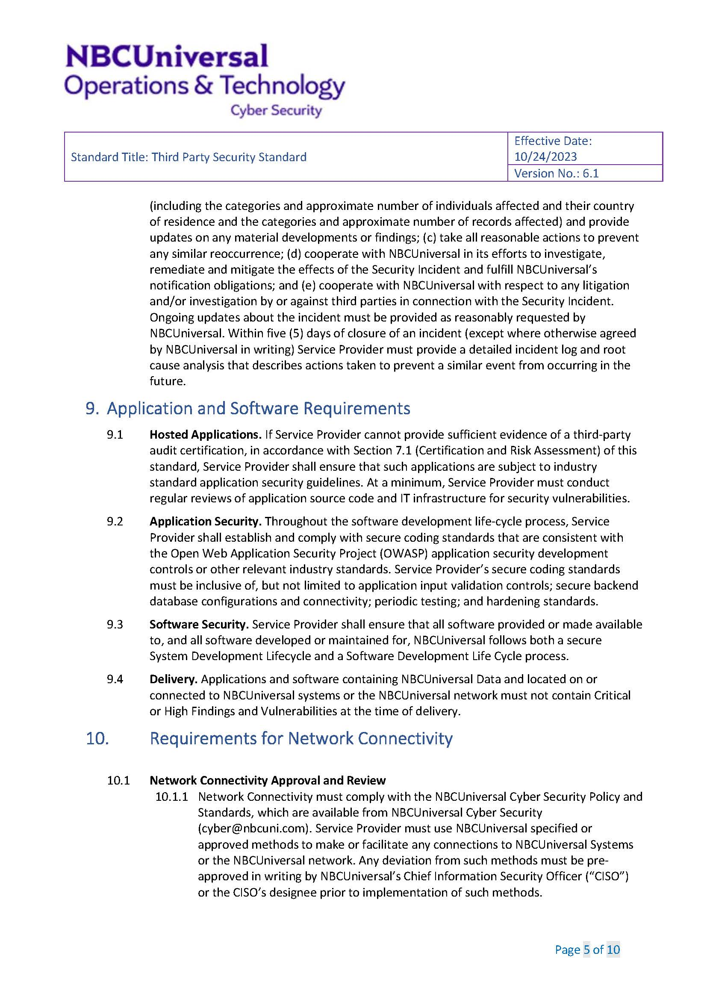 NBCUniversal
Operations & Technology
Cyber Security
Standard Title: Third Party Security Standard
Effective Date:
10/24/2023
Version No.: 6.1
(including the categories and approximate number of individuals affected and their country
of residence and the categories and approximate number of records affected) and provide
updates on any material developments or findings; (c) take all reasonable actions to prevent
any similar reoccurrence; (d) cooperate with NBCUniversal in its efforts to investigate,
remediate and mitigate the effects of the Security Incident and fulfill NBCUniversal’s
notification obligations; and (e) cooperate with NBCUniversal with respect to any litigation
and/or investigation by or against third parties in connection with the Security Incident.
Ongoing updates about the incident must be provided as reasonably requested by
NBCUniversal. Within five (5) days of closure of an incident (except where otherwise agreed
by NBCUniversal in writing) Service Provider must provide a detailed incident log and root
cause analysis that describes actions taken to prevent a similar event from occurring in the
future.
9. Application and Software Requirements
9.1 Hosted Applications. If Service Provider cannot provide sufficient evidence of a third-party
audit certification, in accordance with Section 7.1 (Certification and Risk Assessment) of this
standard, Service Provider shall ensure that such applications are subject to industry
standard application security guidelines. At a minimum, Service Provider must conduct
regular reviews of application source code and IT infrastructure for security vulnerabilities.
9.2 Application Security. Throughout the software development life-cycle process, Service
Provider shall establish and comply with secure coding standards that are consistent with
the Open Web Application Security Project (OWASP) application security development
controls or other relevant industry standards. Service Provider’s secure coding standards
must be inclusive of, but not limited to application input validation controls; secure backend
database configurations and connectivity; periodic testing; and hardening standards.
9.3 Software Security. Service Provider shall ensure that all software provided or made available
to, and all software developed or maintained for, NBCUniversal follows both a secure
System Development Lifecycle and a Software Development Life Cycle process.
9.4 Delivery. Applications and software containing NBCUniversal Data and located on or
connected to NBCUniversal systems or the NBCUniversal network must not contain Critical
or High Findings and Vulnerabilities at the time of delivery.
10. Requirements for Network Connectivity
10.1 Network Connectivity Approval and Review
10.1.1 Network Connectivity must comply with the NBCUniversal Cyber Security Policy and
Standards, which are available from NBCUniversal Cyber Security
(cyber@nbcuni.com). Service Provider must use NBCUniversal specified or
approved methods to make or facilitate any connections to NBCUniversal Systems
or the NBCUniversal network. Any deviation from such methods must be pre-
approved in writing by NBCUniversal’s Chief Information Security Officer (“CISO”)
or the CISO’s designee prior to implementation of such methods.
Page 5 of 10